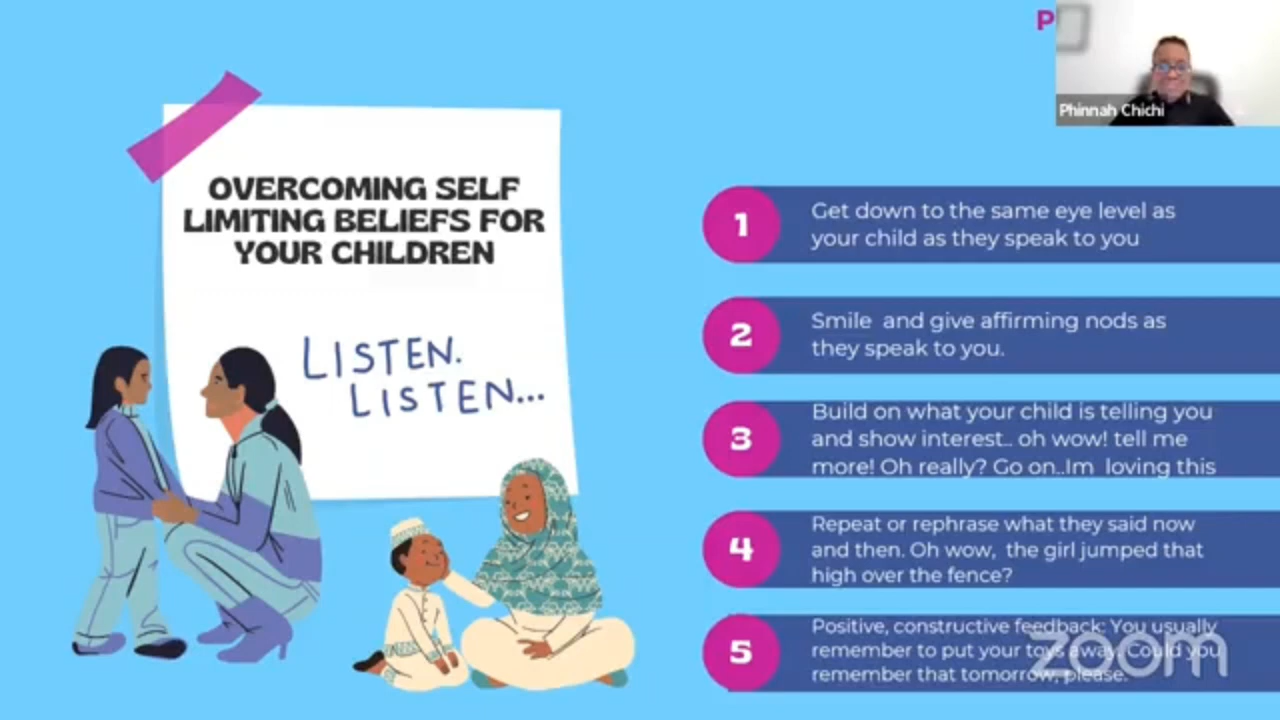 P
Phinnah Chichi
OVERCOMING SELF
LIMITING BELIEFS FOR
YOUR CHILDREN
LISTEN.
LISTEN...
1
Get down to the same eye level as
your child as they speak to you
2
Smile and give affirming nods as
they speak to you.
3
Build on what your child is telling you
and show interest.. oh wow! tell me
more! Oh really? Go on..Im loving this
4
Repeat or rephrase what they said now
and then. Oh wow, the girl jumped that
high over the fence?
5
Positive, constructive feedback: You usually
remember to put your toys away. Could you
remember that tomorrow, please.
zoom